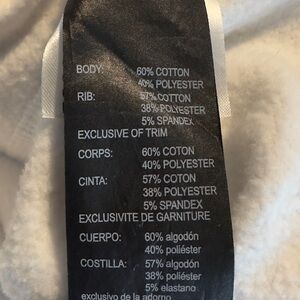 BODY: 60% COTTON
40% POLYESTER
RIB: 57% COTTON
38% POLYESTER
5% SPANDEX
EXCLUSIVE OF TRIM
CORPS: 60% COTON
40% POLYESTER
CINTA: 57% COTON
38% POLYESTER
5% SPANDEX
EXCLUSIVITE DE GARNITURE
CUERPO: 60% algodón
40% poliéster
COSTILLA: 57% algodón
38% poliéster
5% elastano
exclusivo de la adorno